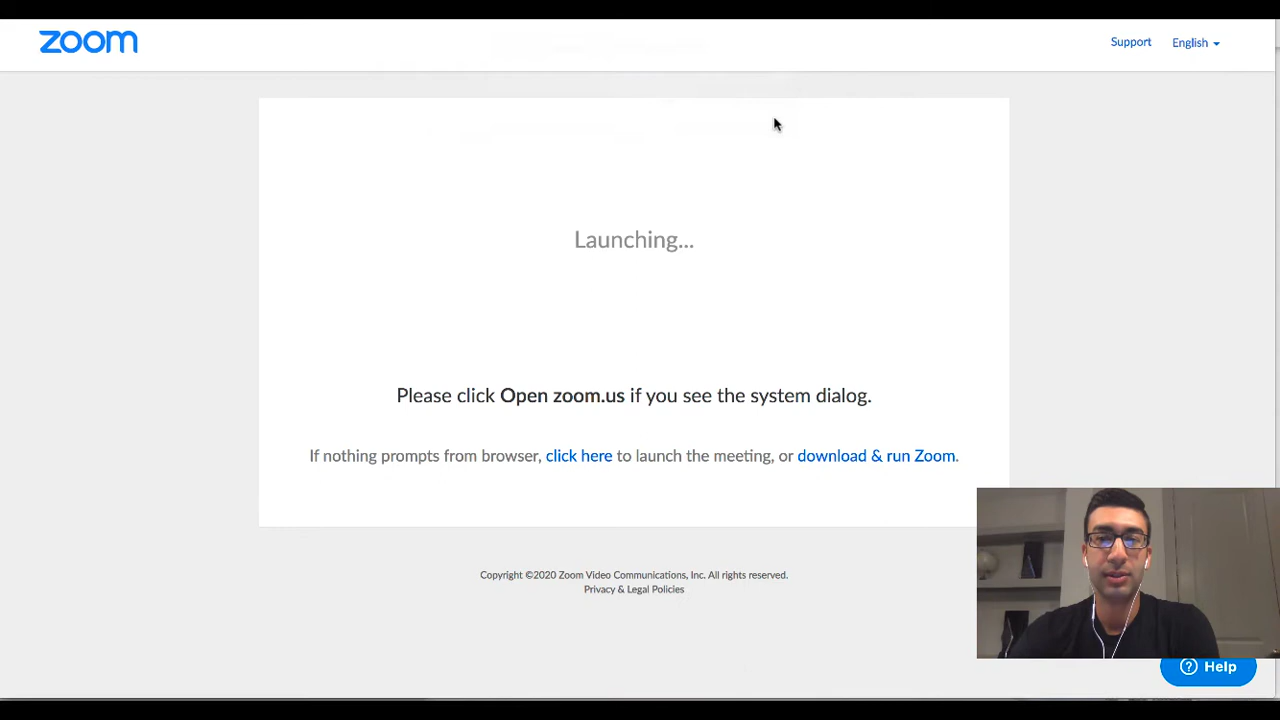 zoom
Support
English
Launching...
Please click Open zoom.us if you see the system dialog.
If nothing prompts from browser, click here to launch the meeting, or download & run Zoom.
Copyright ©2020 Zoom Video Communications, Inc. All rights reserved.
Privacy & Legal Policies
Help